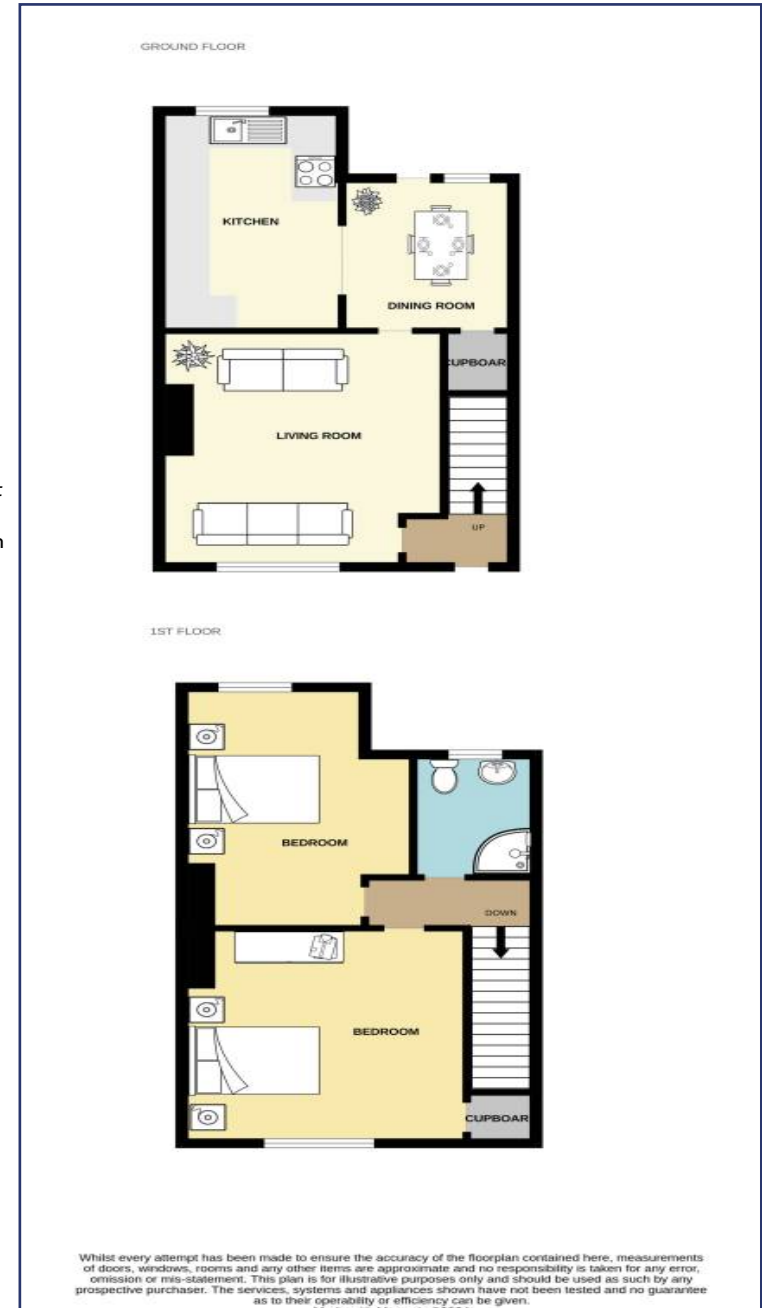 GROUND FLOOR
KITCHEN
DINING ROOM
CUPBOAR
LIVING ROOM
UP
1ST FLOOR
BEDROOM
DOWN
BEDROOM
CUPBOAR
Whilst every attempt has been made to ensure the accuracy of the floorplan contained here, measurements
of doors, windows, rooms and any other items are approximate and no responsibility is taken for any error,
omission or mis-statement. This plan is for illustrative purposes only and should be used as such by any
prospective purchaser. The services, systems and appliances shown have not been tested and no guarantee
as to their operability or efficiency can be given.